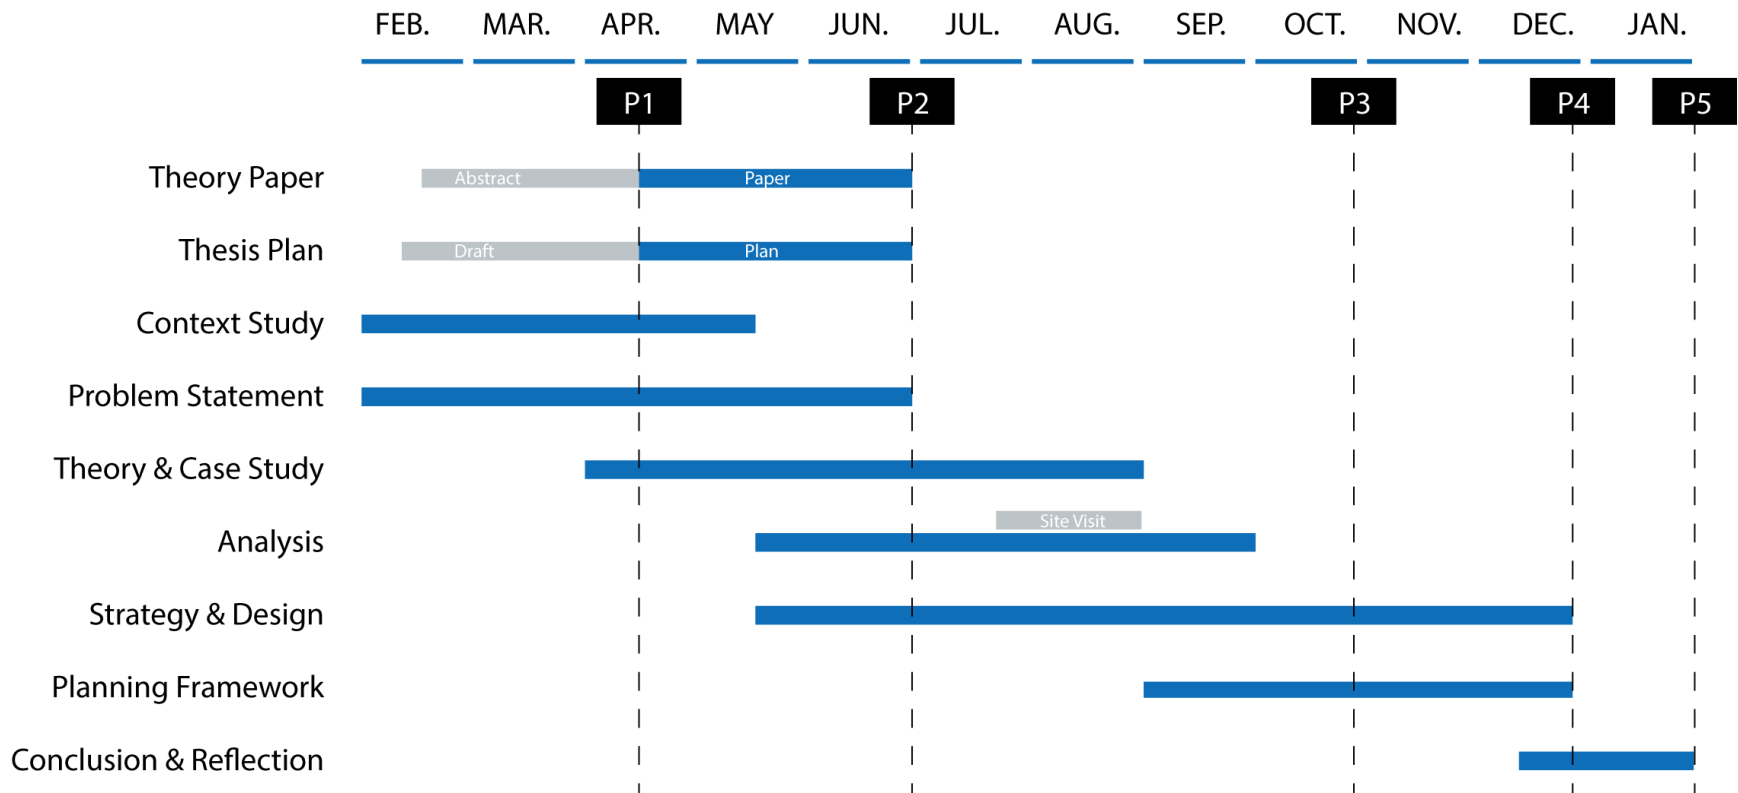 FEB. MAR. APR. MAY JUN. JUL. AUG. SEP. OCT. NOV. DEC. JAN.
P1 P2 P3 P4 P5
Theory Paper Abstract Paper
Thesis Plan Draft Plan
Context Study
Problem Statement
Theory & Case Study
Site Visit
Analysis
Strategy & Design
Planning Framework
Conclusion & Reflection